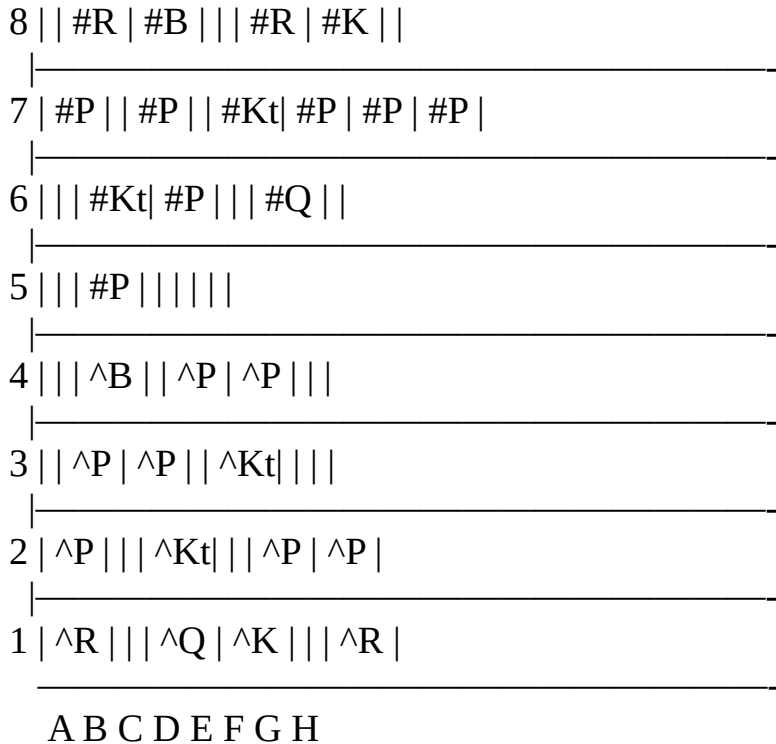 8 | | #R | #B | | | #R | #K | |
|———————————————————-
7 | #P | | #P | | #Kt| #P | #P | #P |
|———————————————————-
6 | | | #Kt| #P | | | #Q | |
|———————————————————-
5 | | | #P | | | | | |
|———————————————————-
4 | | | ^B | | ^P | ^P | | |
|———————————————————-
3 | | ^P | ^P | | ^Kt| | | |
|———————————————————-
2 | ^P | | | ^Kt| | | ^P | ^P |
|———————————————————-
1 | ^R | | | ^Q | ^K | | | ^R |
———————————————————-
A B C D E F G H